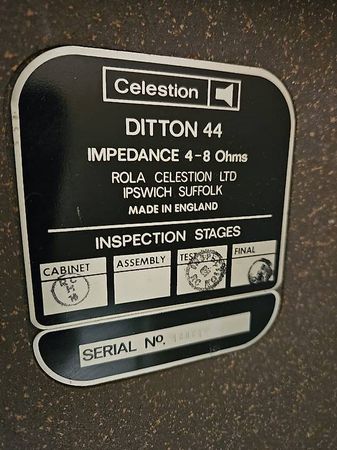 Celestion
DITTON 44
IMPEDANCE 4-8 Ohms
ROLA CELESTION LTD
IPSWICH SUFFOLK
MADE IN ENGLAND
INSPECTION STAGES
CABINET ASSEMBLY TEST FINAL
SERIAL No.